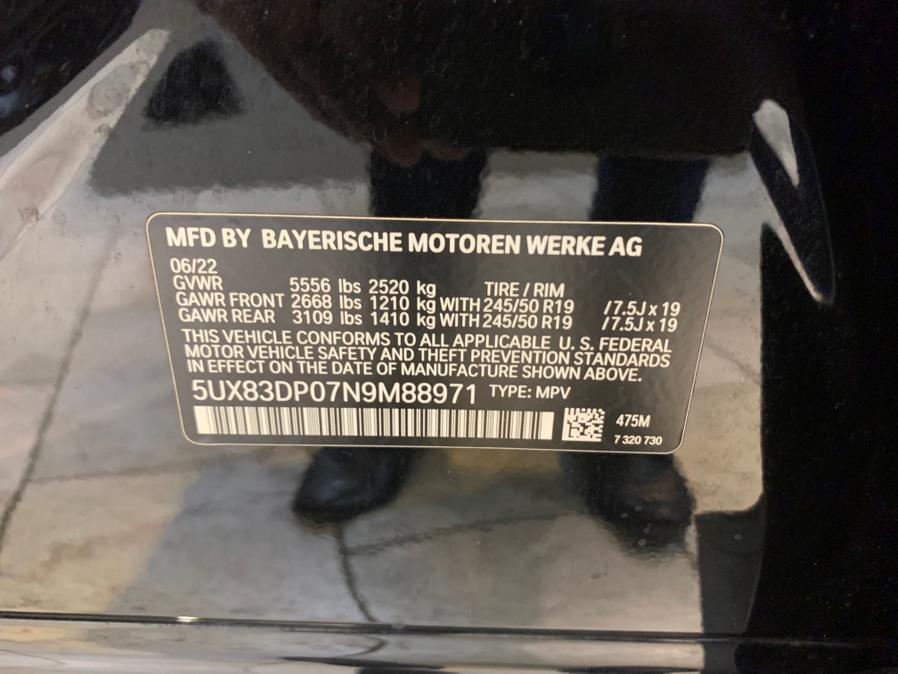 MFD BY BAYERISCHE MOTOREN WERKE AG
06/22
GVWR 5556 lbs 2520 kg TIRE / RIM
GAWR FRONT 2668 lbs 1210 kg WITH 245/50 R19 / 7.5J x 19
GAWR REAR 3109 lbs 1410 kg WITH 245/50 R19 / 7.5J x 19
THIS VEHICLE CONFORMS TO ALL APPLICABLE U. S. FEDERAL
MOTOR VEHICLE SAFETY AND THEFT PREVENTION STANDARDS
IN EFFECT ON THE DATE OF MANUFACTURE SHOWN ABOVE.
5UX83DP07N9M88971 TYPE: MPV
475M
7 320 730